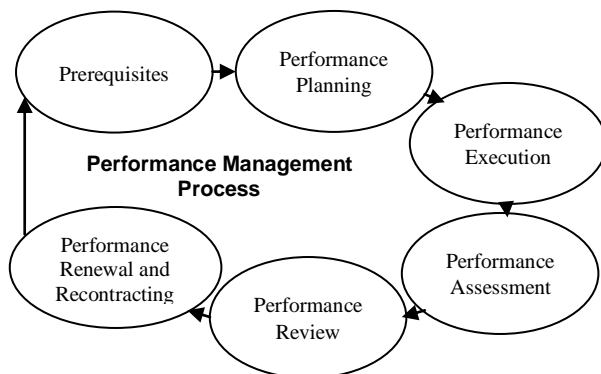 Prerequisites
Performance
Planning
Performance
Execution
Performance Management
Process
Performance
Assessment
Performance
Review
Performance
Renewal and
Recontracting